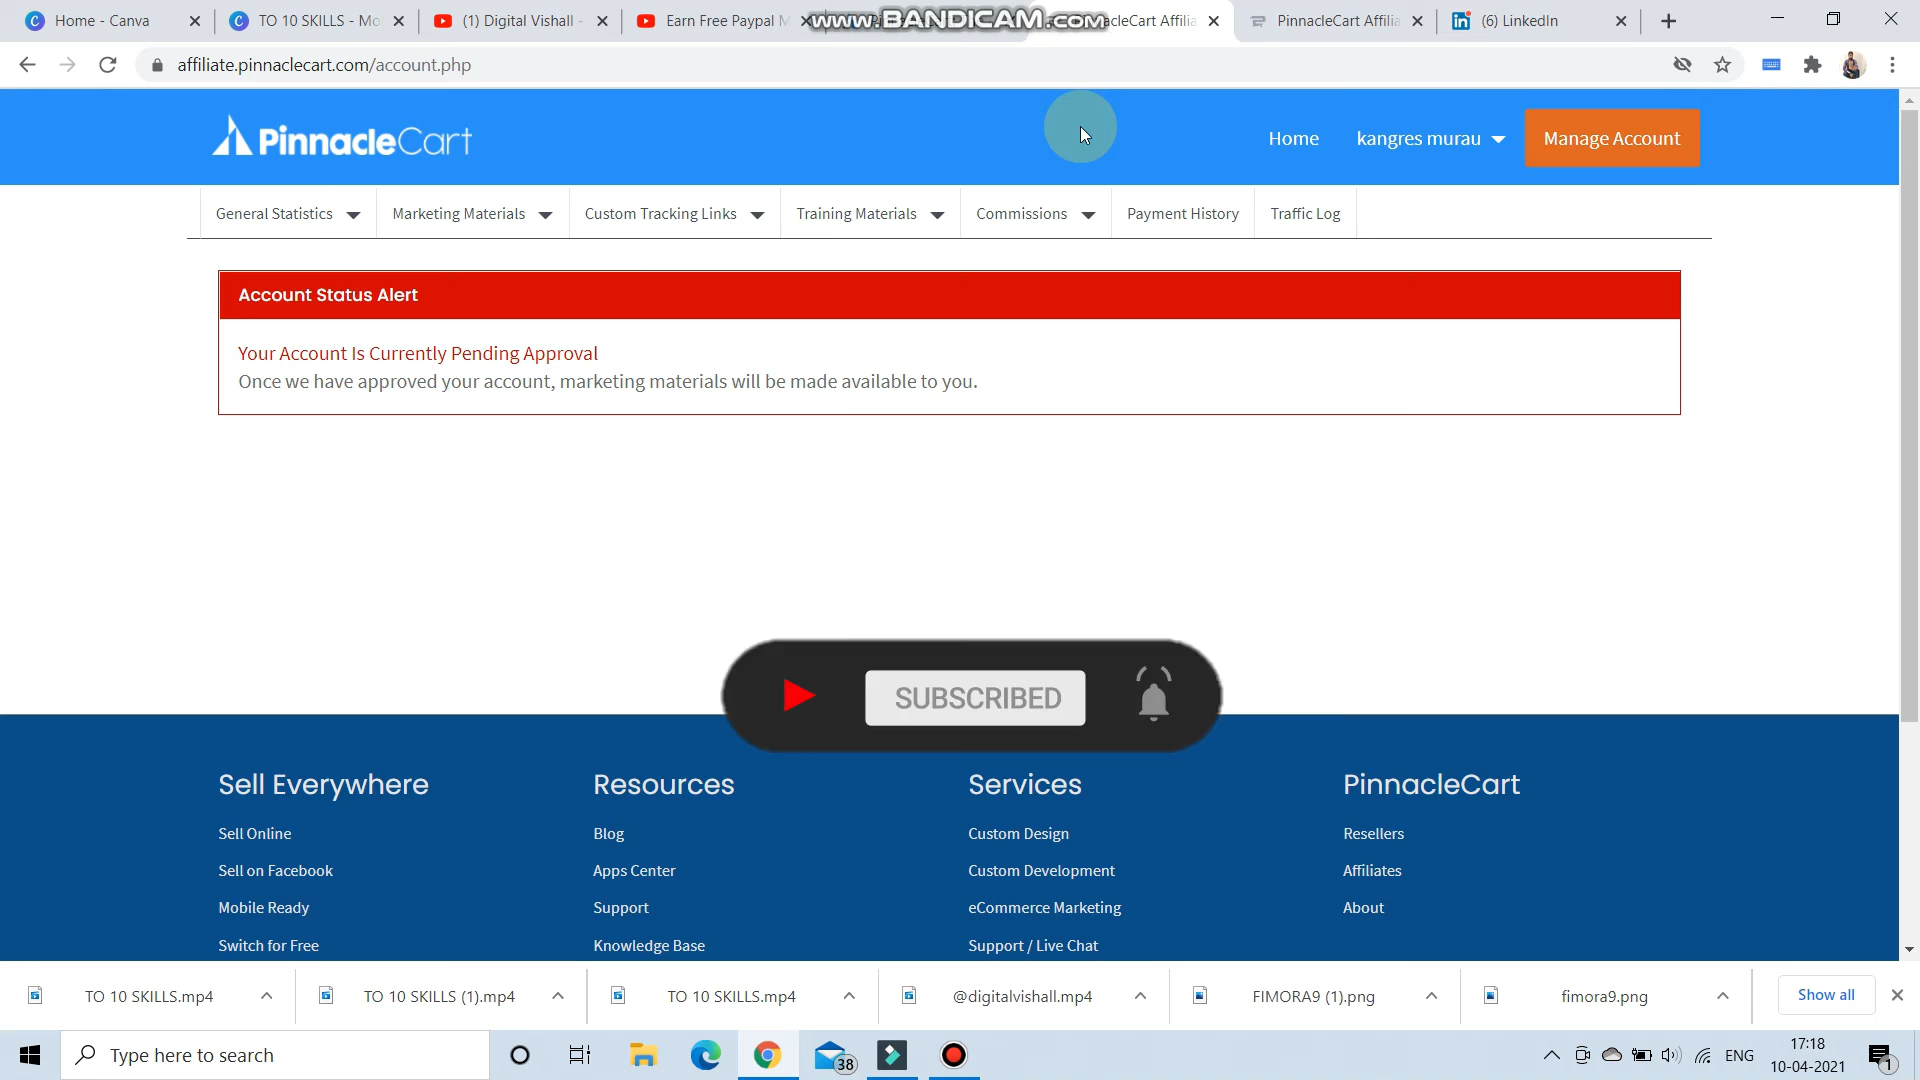 Home - Canva
TO 10 SKILLS - Mo
(1) Digital Vishall -
Earn Free Paypal M
www.BANDICAM.com
PinnacleCart Affilia
(6) LinkedIn
affiliate.pinnaclecart.com/account.php
PinnacleCart
Home
kangres murau
Manage Account
General Statistics
Marketing Materials
Custom Tracking Links
Training Materials
Commissions
Payment History
Traffic Log
Account Status Alert
Your Account Is Currently Pending Approval
Once we have approved your account, marketing materials will be made available to you.
SUBSCRIBED
Sell Everywhere
Resources
Services
PinnacleCart
Sell Online
Blog
Custom Design
Resellers
Sell on Facebook
Apps Center
Custom Development
Affiliates
Mobile Ready
Support
eCommerce Marketing
About
Switch for Free
Knowledge Base
Support / Live Chat
TO 10 SKILLS.mp4
TO 10 SKILLS (1).mp4
TO 10 SKILLS.mp4
@digitalvishall.mp4
FIMORA9 (1).png
fimora9.png
Show all
Type here to search
38
ENG
17:18
10-04-2021
1